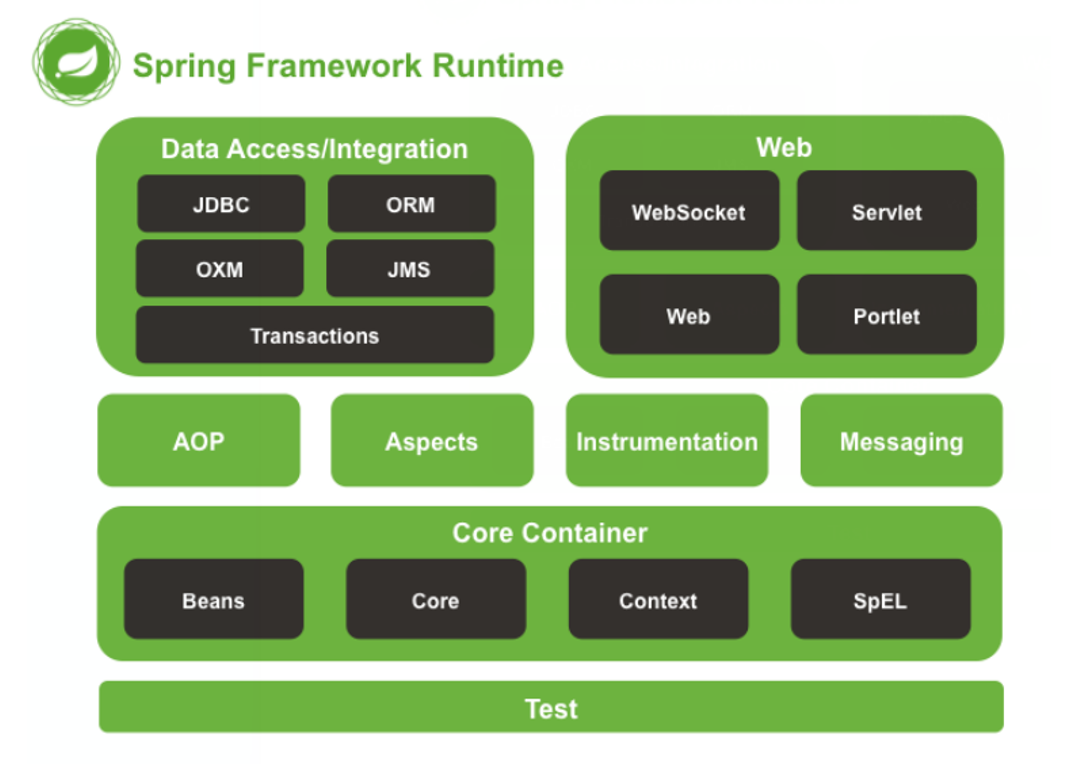 Spring Framework Runtime
Data Access/Integration
JDBC
ORM
OXM
JMS
Transactions
Web
WebSocket
Servlet
Web
Portlet
AOP
Aspects
Instrumentation
Messaging
Core Container
Beans
Core
Context
SpEL
Test